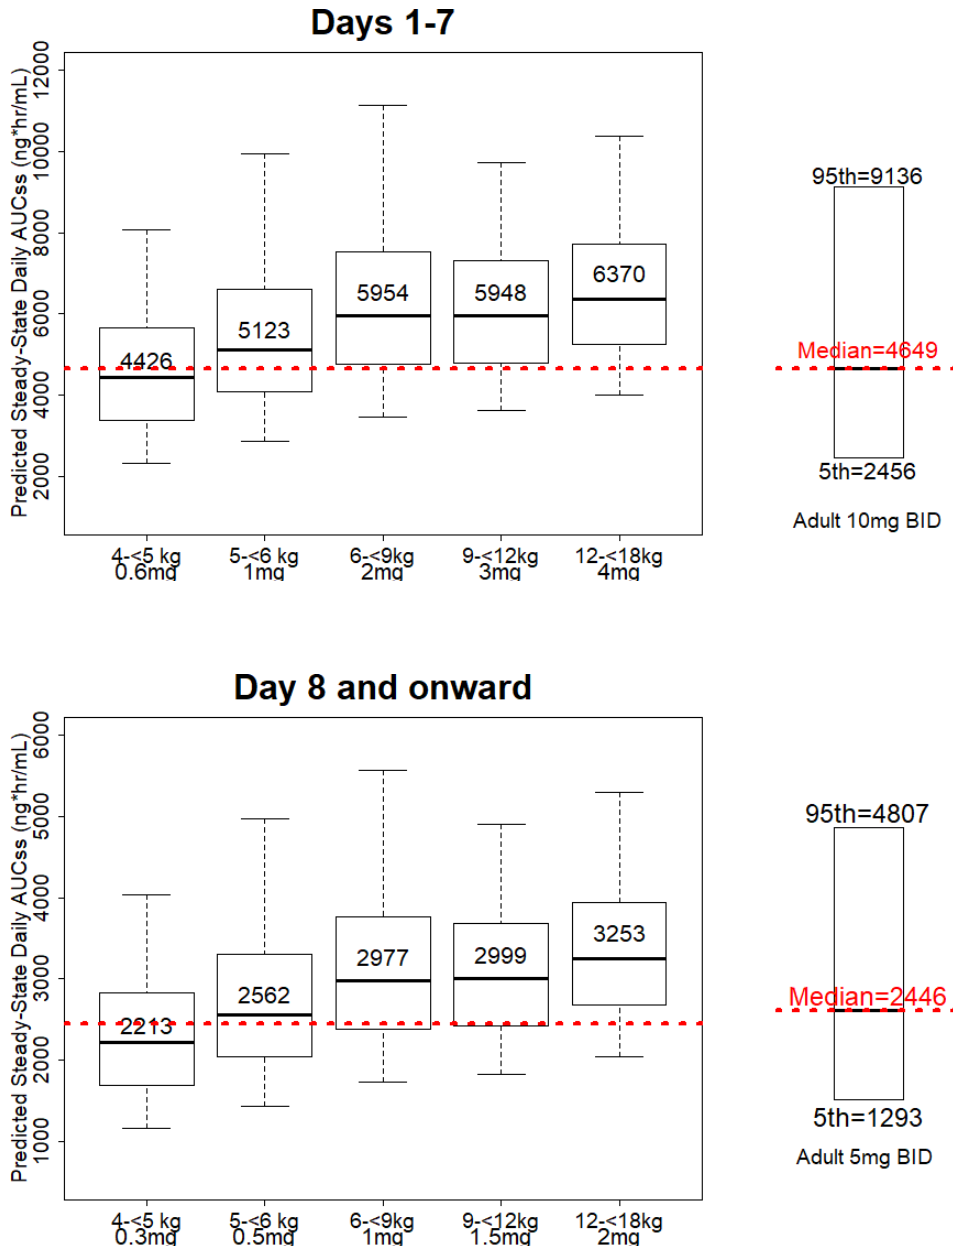 Days 1-7
Predicted Steady-State Daily AUCss (ng*hr/mL)
12000
10000
8000
6000
4000
2000
4426
5123
5954
5948
6370
4-<5 kg
0.6mg
5-<6 kg
1mg
6-<9kg
2mg
9-<12kg
3mg
12-<18kg
4mg
95th=9136
Median=4649
5th=2456
Adult 10mg BID
Day 8 and onward
Predicted Steady-State Daily AUCss (ng*hr/mL)
6000
5000
4000
3000
2000
1000
2213
2562
2977
2999
3253
4-<5 kg
0.3mg
5-<6 kg
0.5mg
6-<9kg
1mg
9-<12kg
1.5mg
12-<18kg
2mg
95th=4807
Median=2446
5th=1293
Adult 5mg BID